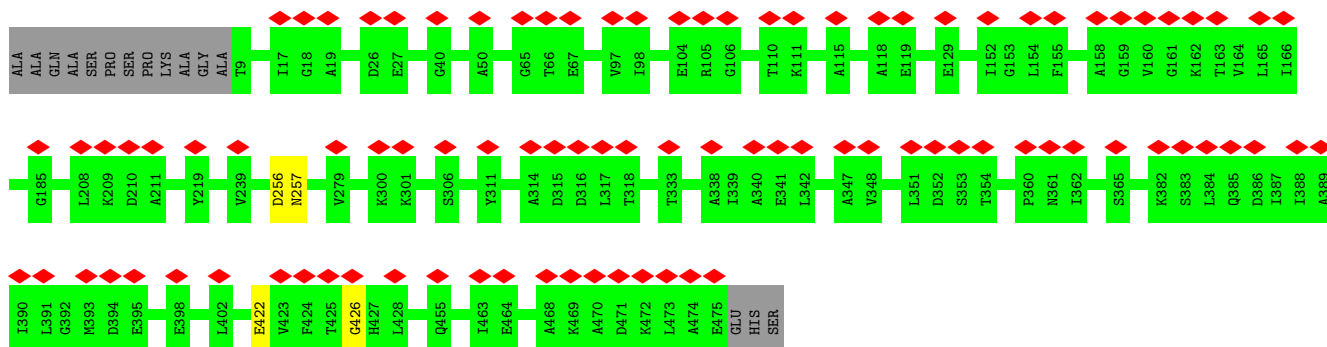 ALA ALA GLN ALA SER PRO SER PRO LYS ALA GLY ALA T9 I17 G18 A19 D26 E27 G40 A50 G65 T66 E67 V97 I98 E104 R105 G106 T110 K111 A115 A118 E119 E129 I152 G153 L154 F155 A158 G159 V160 G161 K162 T163 V164 L165 I166
G185 L208 K209 D210 A211 Y219 V239 D256 N257 V279 K300 K301 S306 Y311 A314 D315 D316 L317 T318 T333 A338 I339 A340 E341 L342 A347 V348 L351 D352 S353 T354 P360 N361 I362 S365 K382 S383 L384 Q385 D386 I387 I388 A389
I390 L391 G392 M393 D394 E395 E398 L402 E422 V423 F424 T425 G426 H427 L428 Q455 I463 E464 A468 K469 A470 D471 K472 L473 A474 E475 GLU HIS SER